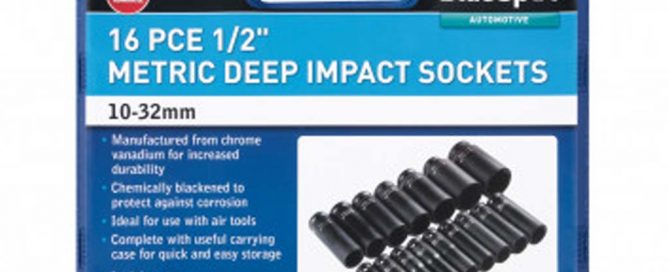 AUTOMOTIVE
16 PCE 1/2"
METRIC DEEP IMPACT SOCKETS
10-32mm
• Manufactured from chrome
vanadium for increased
durability
• Chemically blackened to
protect against corrosion
• Ideal for use with air tools
• Complete with useful carrying
case for quick and easy storage